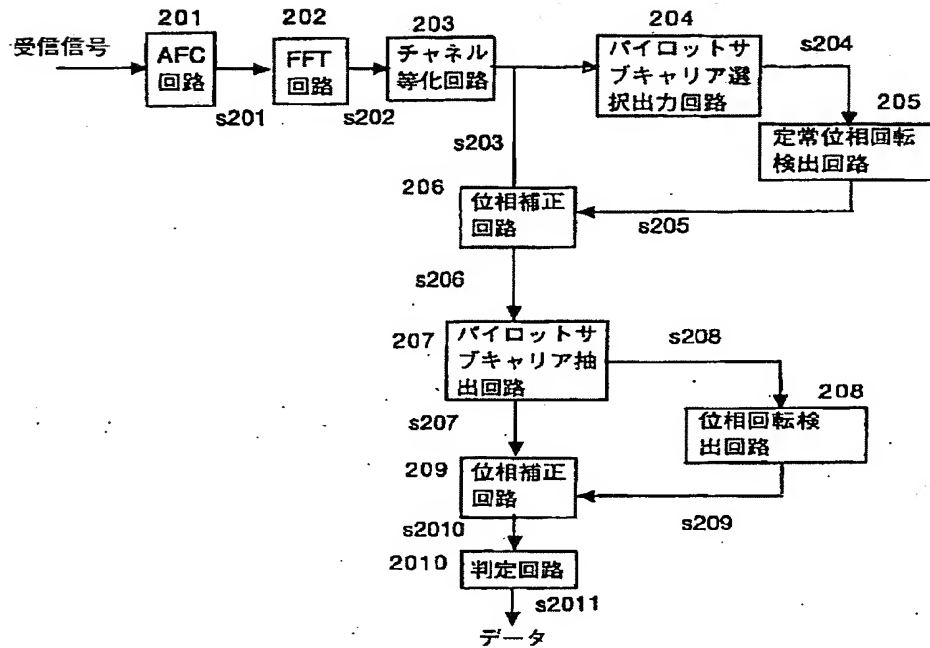 201
202
203
204
受信信号
AFC
回路
FFT
回路
チャネル
等化回路
パイロットサ
ブキャリア選
択出力回路
s201
s202
s203
s204
205
定常位相回転
検出回路
206
位相補正
回路
s205
s206
207
パイロットサ
ブキャリア抽
出回路
s208
208
位相回転検
出回路
s207
209
位相補正
回路
s209
s2010
2010
判定回路
s2011
データ